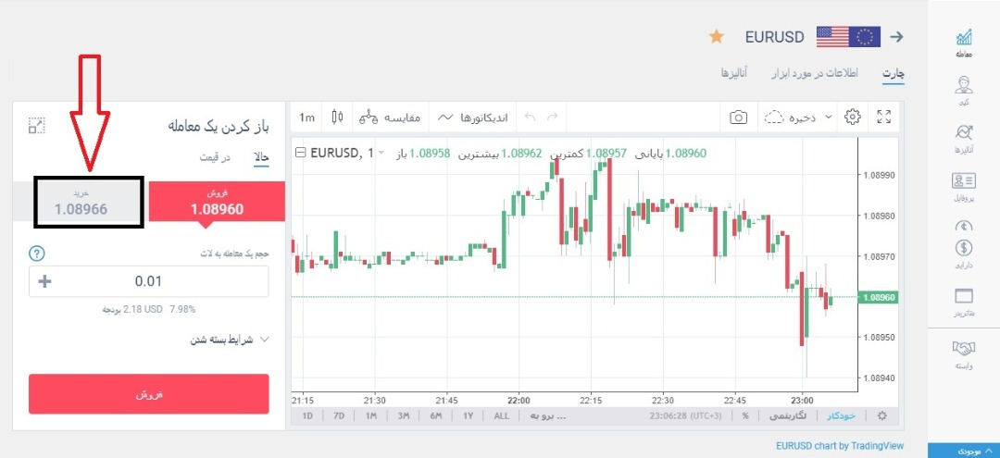 EURUSD
چارت
اطلاعات در مورد ابزار
آنالیزها
معامله
کپی
آنالیزها
پروفایل
دارایی
متاتریدر
وابسته
موجودی
باز کردن یک معامله
حالا
در قیمت
فروش
1.08960
خرید
1.08966
حجم یک معامله به لات
?
0.01
بودجه 2.18 USD 7.98%
شرایط بسته شدن
فروش
1m
مقایسه
اندیکاتورها
ذخیره
EURUSD, 1
باز 1.08958 بیشترین 1.08962 کمترین 1.08957 پایانی 1.08960
1.08990
1.08980
1.08970
1.08960
1.08950
1.08940
21:15 21:30 21:45 22:00 22:15 22:30 22:45 23:00
1D 7D 1M 3M 6M 1Y ALL برو به ... 23:06:28 (UTC+3) % لگاریتمی خودکار
EURUSD chart by TradingView